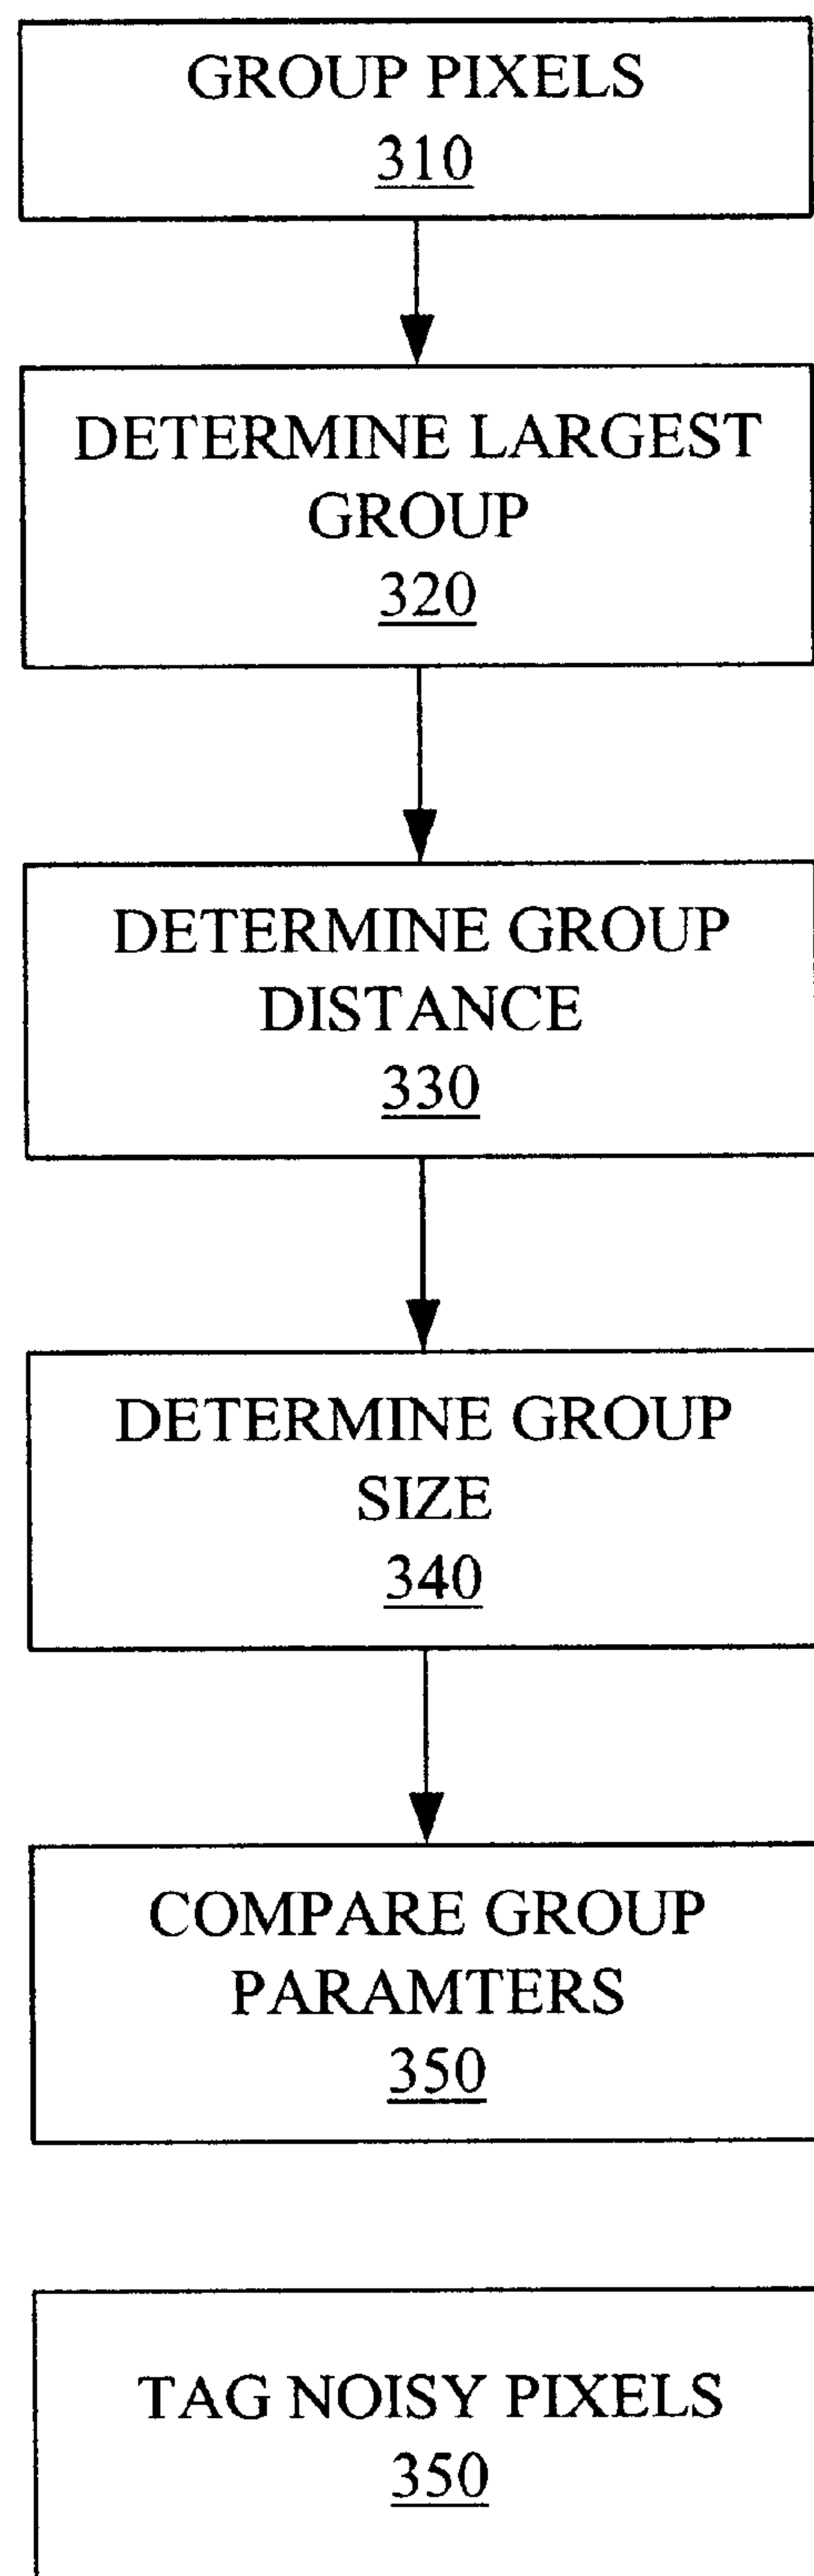 GROUP PIXELS
310
DETERMINE LARGEST
GROUP
320
DETERMINE GROUP
DISTANCE
330
DETERMINE GROUP
SIZE
340
COMPARE GROUP
PARAMTERS
350
TAG NOISY PIXELS
350